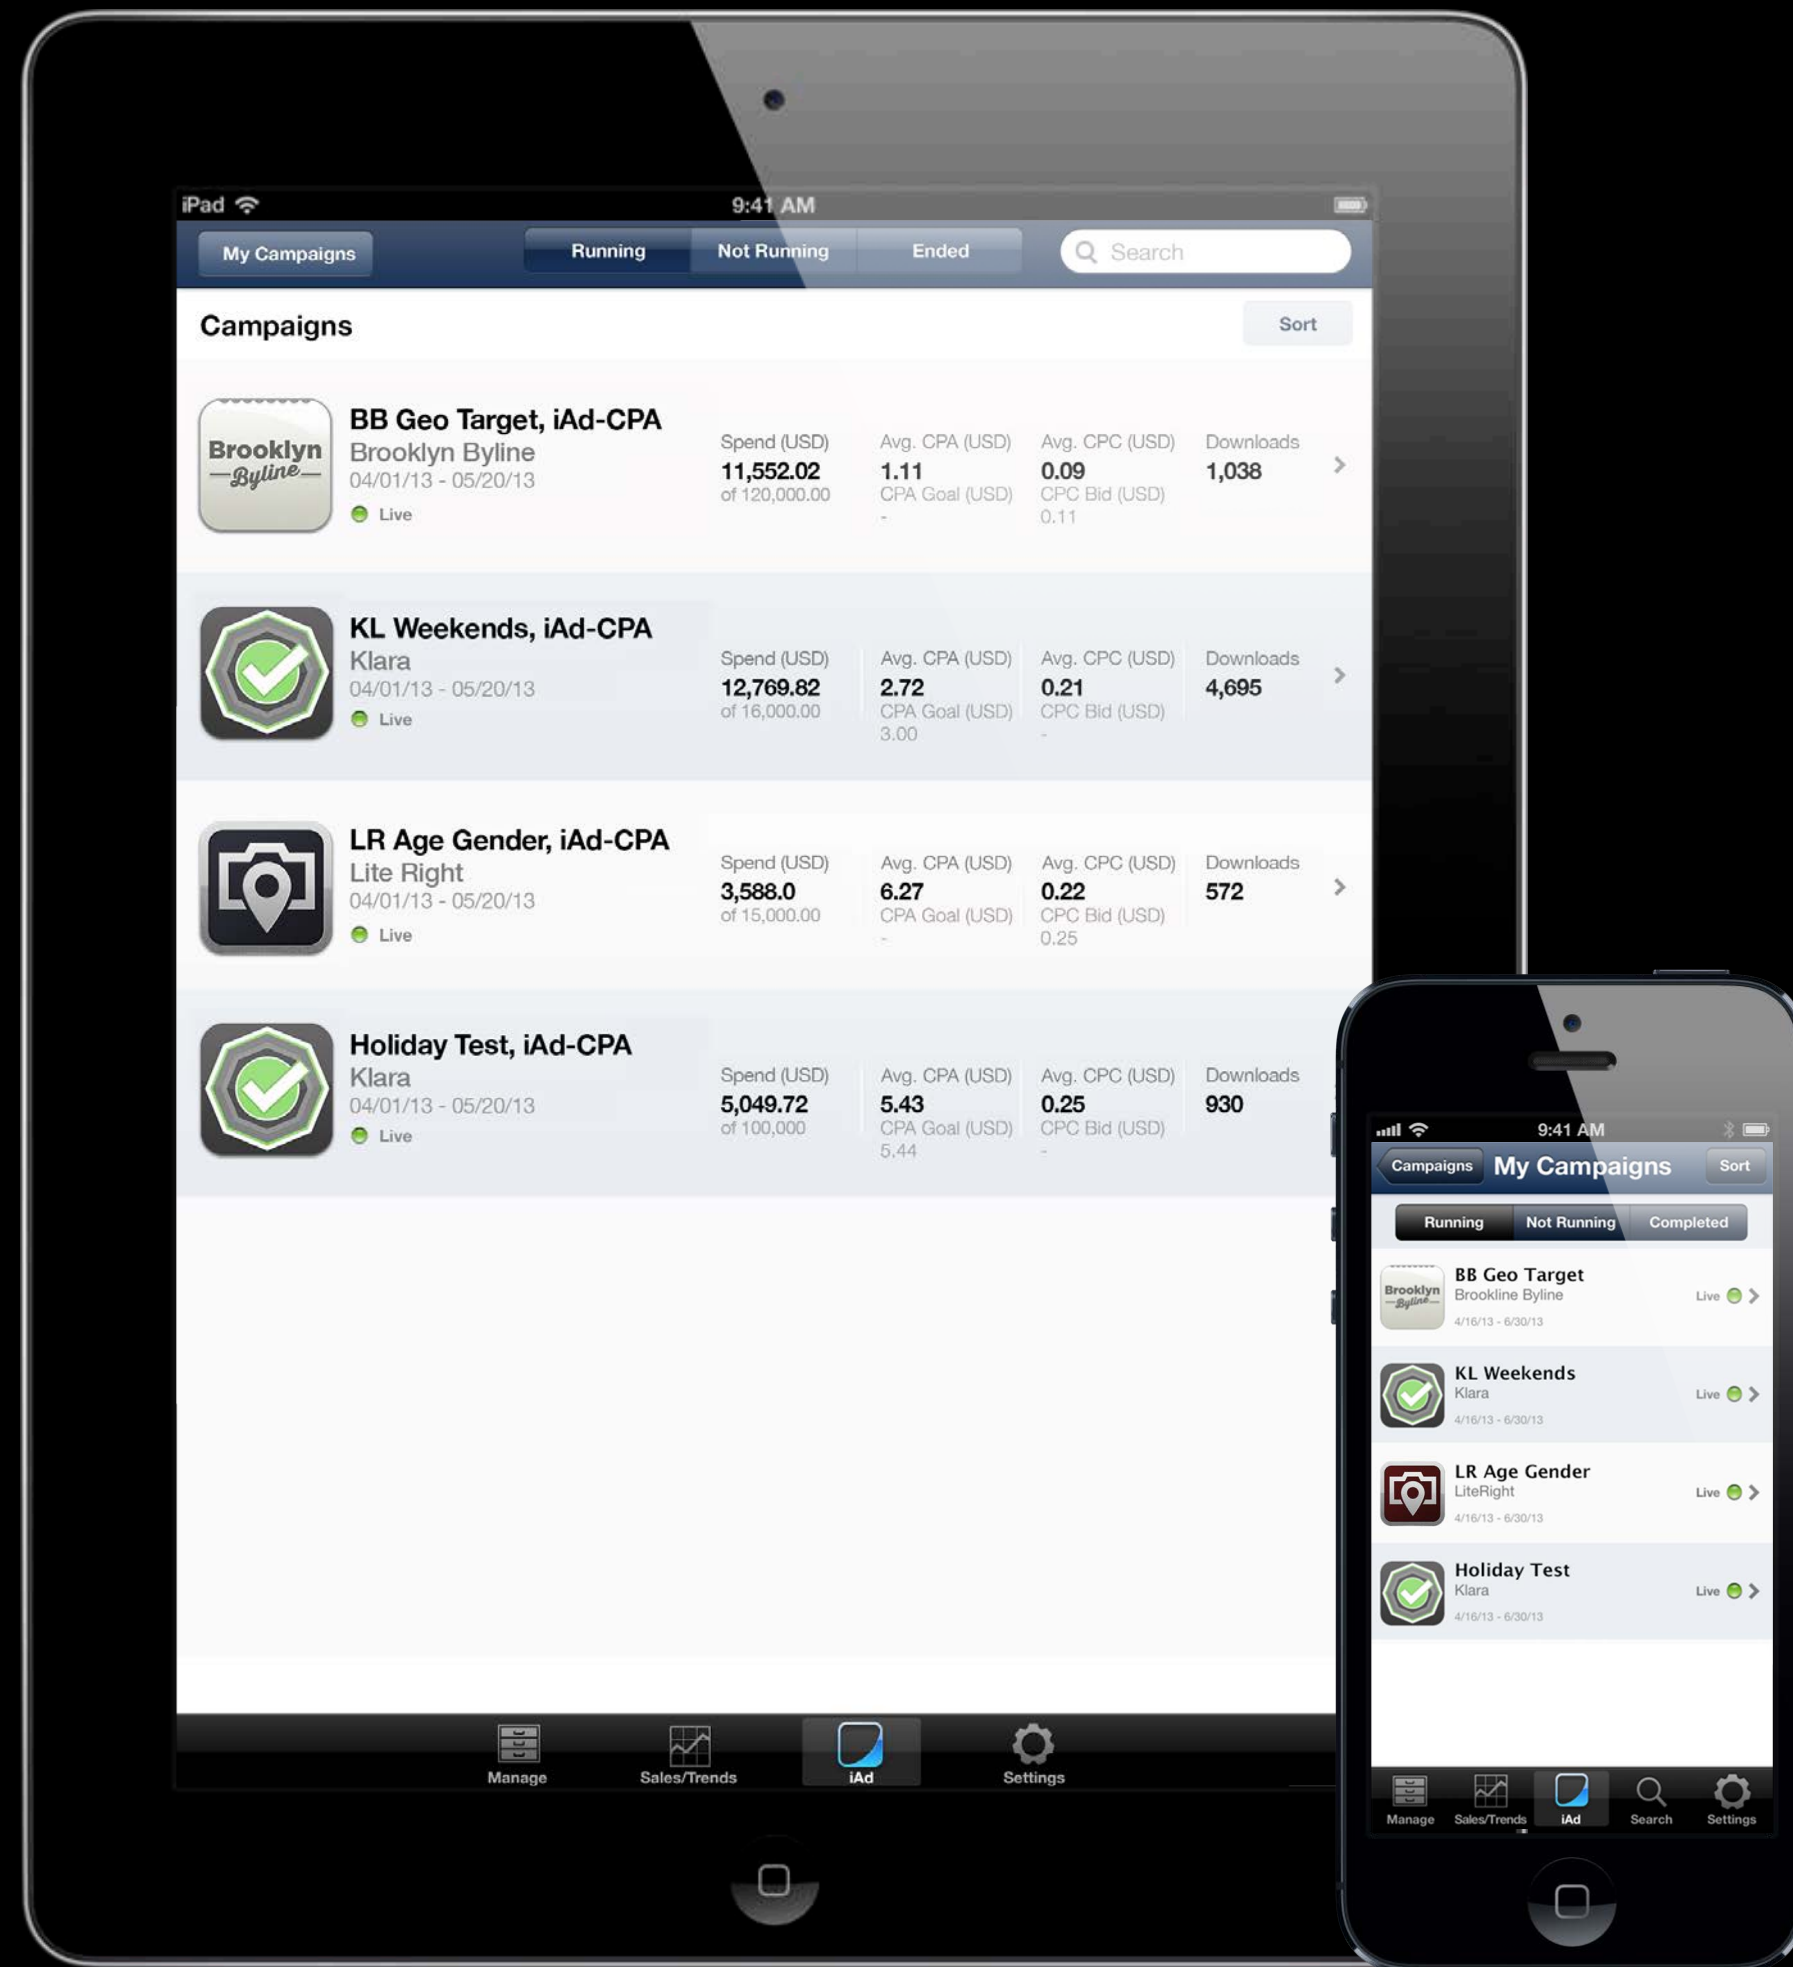 iPad 9:41 AM
My Campaigns Running Not Running Ended Search
Campaigns Sort
Brooklyn
Byline
BB Geo Target, iAd-CPA
Brooklyn Byline
04/01/13 - 05/20/13
Live
Spend (USD) Avg. CPA (USD) Avg. CPC (USD) Downloads
11,552.02 1.11 0.09 1,038
of 120,000.00 CPA Goal (USD) CPC Bid (USD)
- 0.11
KL Weekends, iAd-CPA
Klara
04/01/13 - 05/20/13
Live
Spend (USD) Avg. CPA (USD) Avg. CPC (USD) Downloads
12,769.82 2.72 0.21 4,695
of 16,000.00 CPA Goal (USD) CPC Bid (USD)
3.00 -
LR Age Gender, iAd-CPA
Lite Right
04/01/13 - 05/20/13
Live
Spend (USD) Avg. CPA (USD) Avg. CPC (USD) Downloads
3,588.0 6.27 0.22 572
of 15,000.00 CPA Goal (USD) CPC Bid (USD)
- 0.25
Holiday Test, iAd-CPA
Klara
04/01/13 - 05/20/13
Live
Spend (USD) Avg. CPA (USD) Avg. CPC (USD) Downloads
5,049.72 5.43 0.25 930
of 100,000 CPA Goal (USD) CPC Bid (USD)
5.44 -
Manage Sales/Trends iAd Settings
9:41 AM
Campaigns My Campaigns Sort
Running Not Running Completed
Brooklyn
Byline
BB Geo Target
Brookline Byline
4/16/13 - 6/30/13
Live
KL Weekends
Klara
4/16/13 - 6/30/13
Live
LR Age Gender
LiteRight
4/16/13 - 6/30/13
Live
Holiday Test
Klara
4/16/13 - 6/30/13
Live
Manage Sales/Trends iAd Search Settings